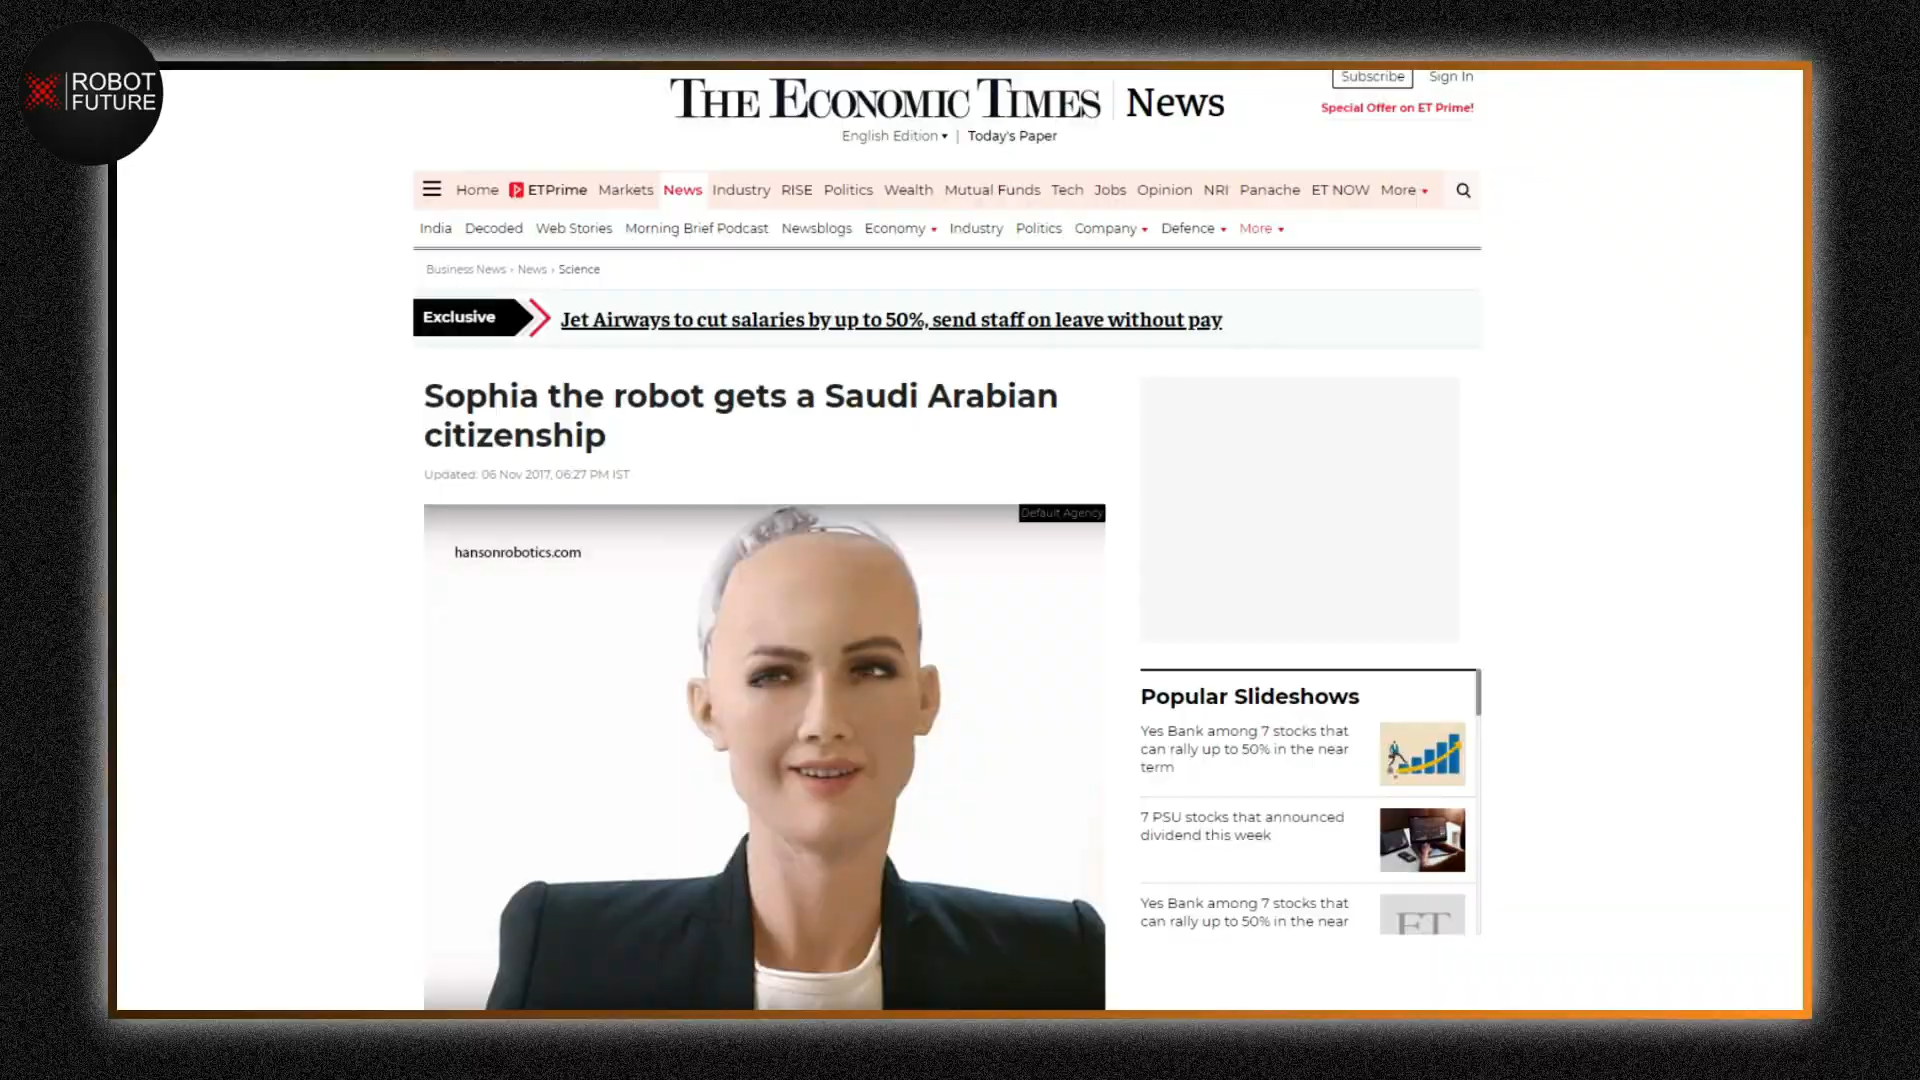 ROBOT
FUTURE
THE ECONOMIC TIMES News
Subscribe Sign In
Special Offer on ET Prime!
English Edition | Today's Paper
Home ETPrime Markets News Industry RISE Politics Wealth Mutual Funds Tech Jobs Opinion NRI Panache ET NOW More
India Decoded Web Stories Morning Brief Podcast Newsblogs Economy Industry Politics Company Defence More
Business News › News › Science
Exclusive Jet Airways to cut salaries by up to 50%, send staff on leave without pay
Sophia the robot gets a Saudi Arabian
citizenship
Updated: 06 Nov 2017, 06:27 PM IST
Default Agency
hansonrobotics.com
Popular Slideshows
Yes Bank among 7 stocks that
can rally up to 50% in the near
term
7 PSU stocks that announced
dividend this week
Yes Bank among 7 stocks that
can rally up to 50% in the near
ET